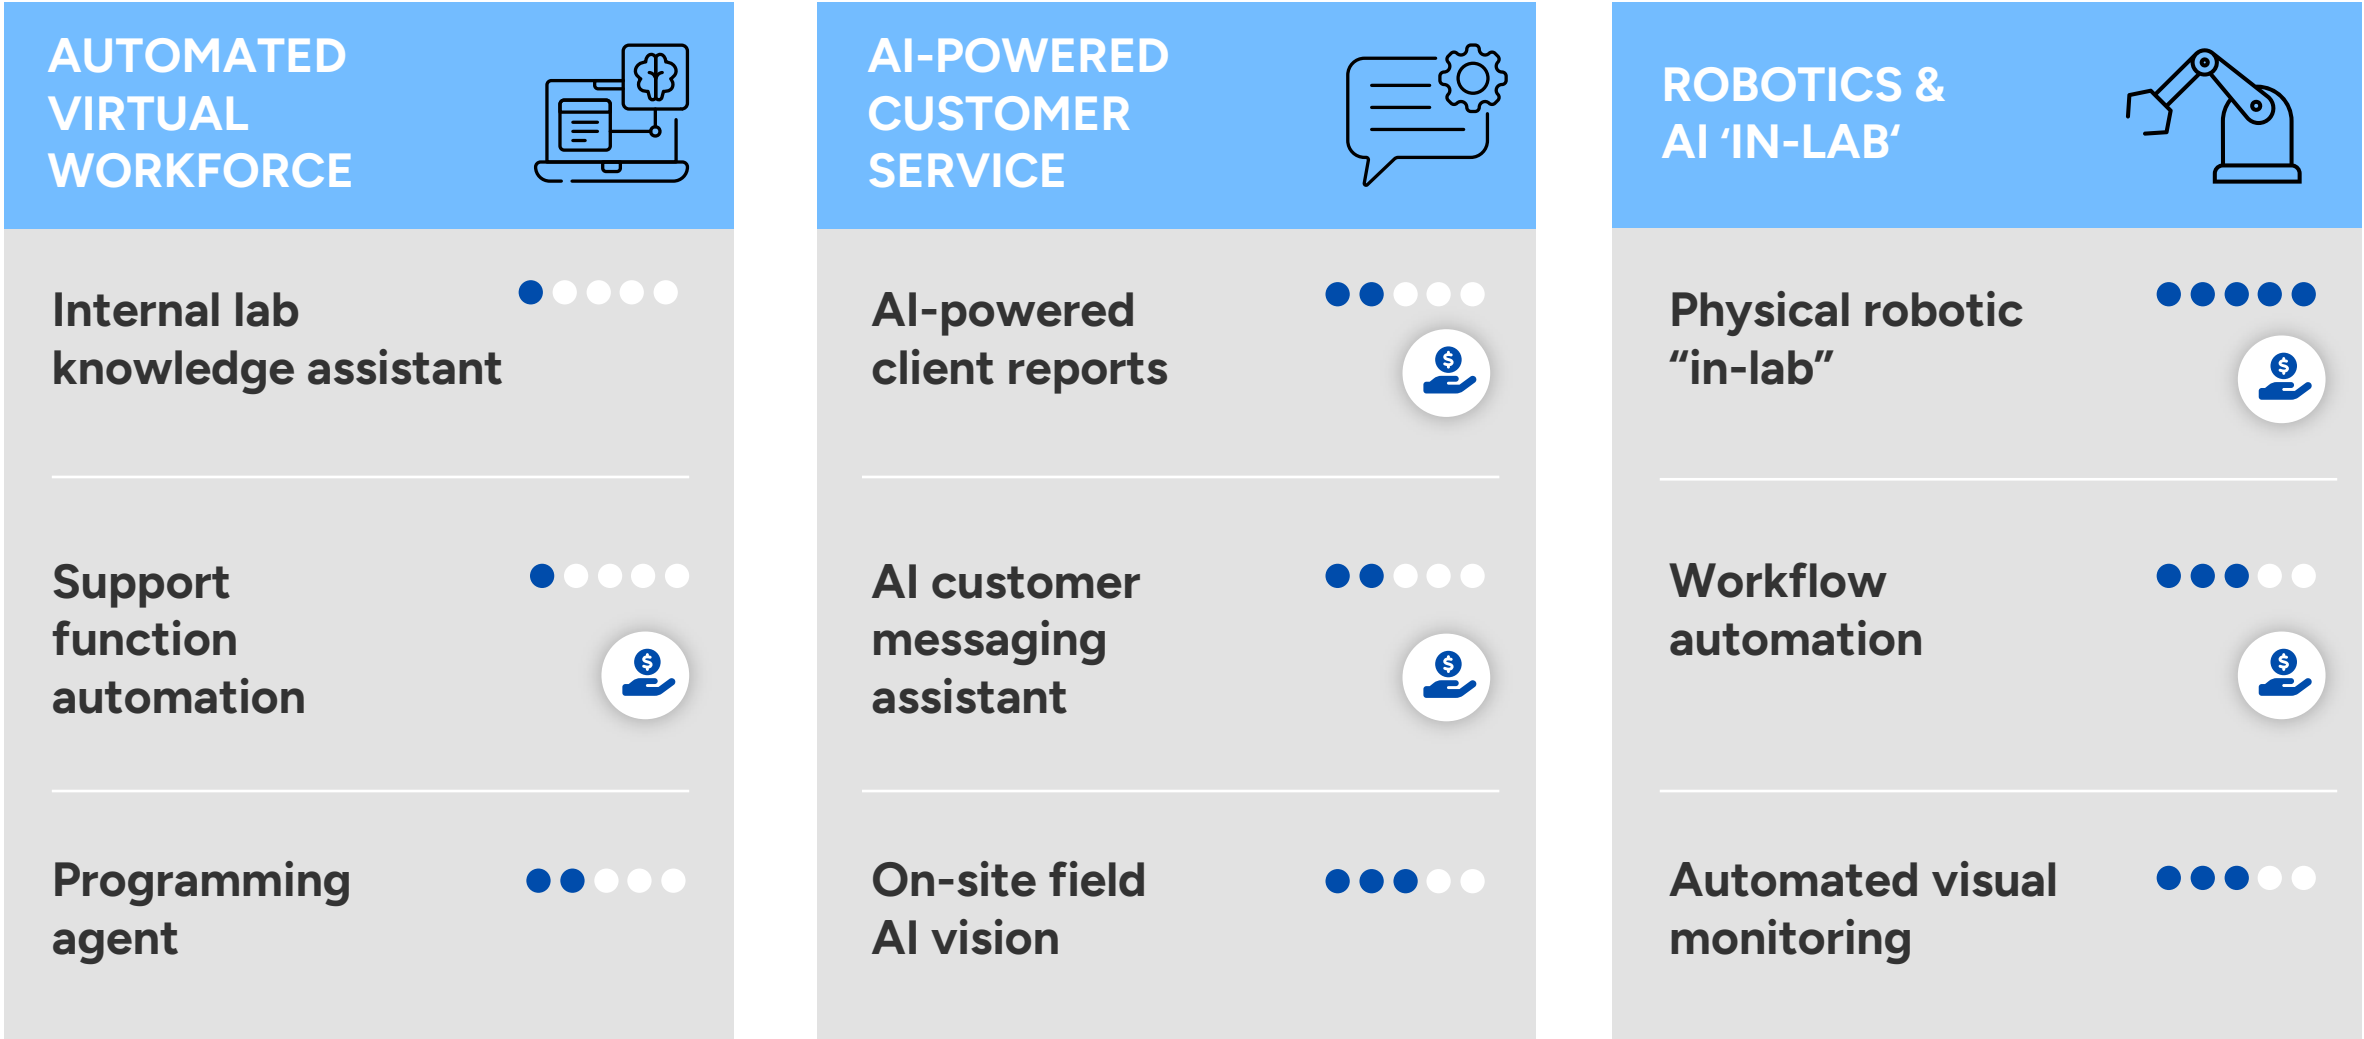 AUTOMATED
VIRTUAL
WORKFORCE
Internal lab
knowledge assistant
Support
function
automation
$
Programming
agent
AI-POWERED
CUSTOMER
SERVICE
AI-powered
client reports
$
AI customer
messaging
assistant
$
On-site field
AI vision
ROBOTICS &
AI ‘IN-LAB‘
Physical robotic
“in-lab”
$
Workflow
automation
$
Automated visual
monitoring